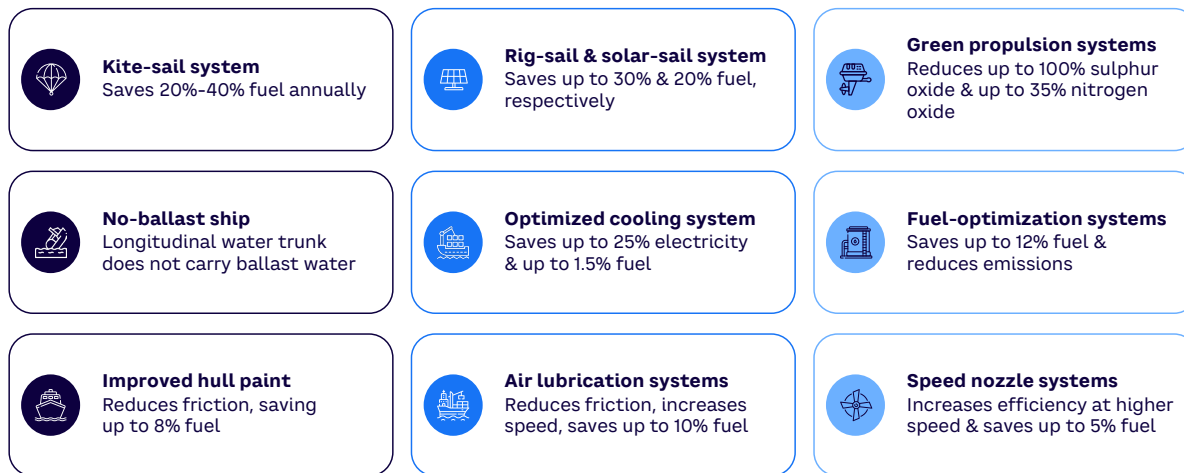 Kite-sail system
Saves 20%-40% fuel annually
Rig-sail & solar-sail system
Saves up to 30% & 20% fuel,
respectively
Green propulsion systems
Reduces up to 100% sulphur
oxide & up to 35% nitrogen
oxide
No-ballast ship
Longitudinal water trunk
does not carry ballast water
Optimized cooling system
Saves up to 25% electricity
& up to 1.5% fuel
Fuel-optimization systems
Saves up to 12% fuel &
reduces emissions
Improved hull paint
Reduces friction, saving
up to 8% fuel
Air lubrication systems
Reduces friction, increases
speed, saves up to 10% fuel
Speed nozzle systems
Increases efficiency at higher
speed & saves up to 5% fuel